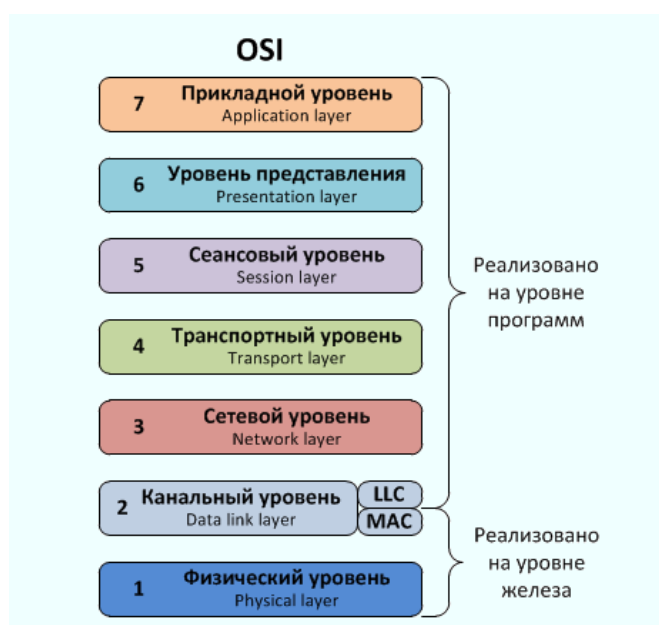 OSI
7 Прикладной уровень
Application layer
6 Уровень представления
Presentation layer
5 Сеансовый уровень
Session layer
4 Транспортный уровень
Transport layer
3 Сетевой уровень
Network layer
2 Канальный уровень
Data link layer
LLC
MAC
1 Физический уровень
Physical layer
Реализовано
на уровне
программ
Реализовано
на уровне
железа